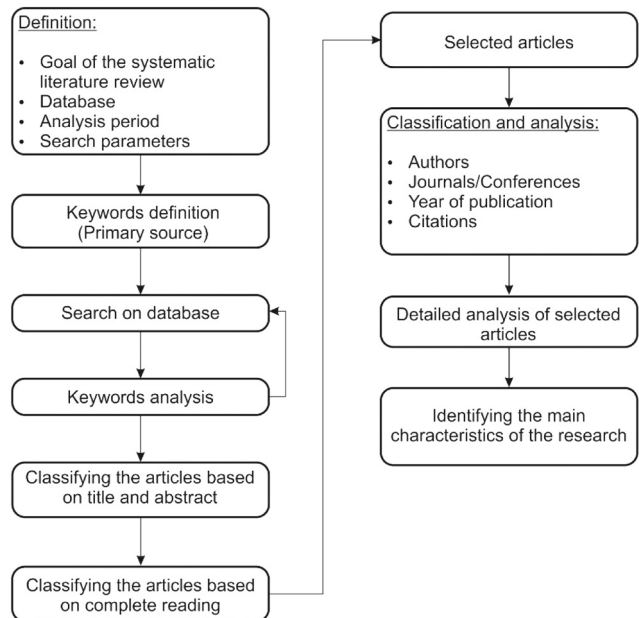 Definition:
• Goal of the systematic
literature review
• Database
• Analysis period
• Search parameters
Keywords definition
(Primary source)
Search on database
Keywords analysis
Classifying the articles based
on title and abstract
Classifying the articles based
on complete reading
Selected articles
Classification and analysis:
• Authors
• Journals/Conferences
• Year of publication
• Citations
Detailed analysis of selected
articles
Identifying the main
characteristics of the research